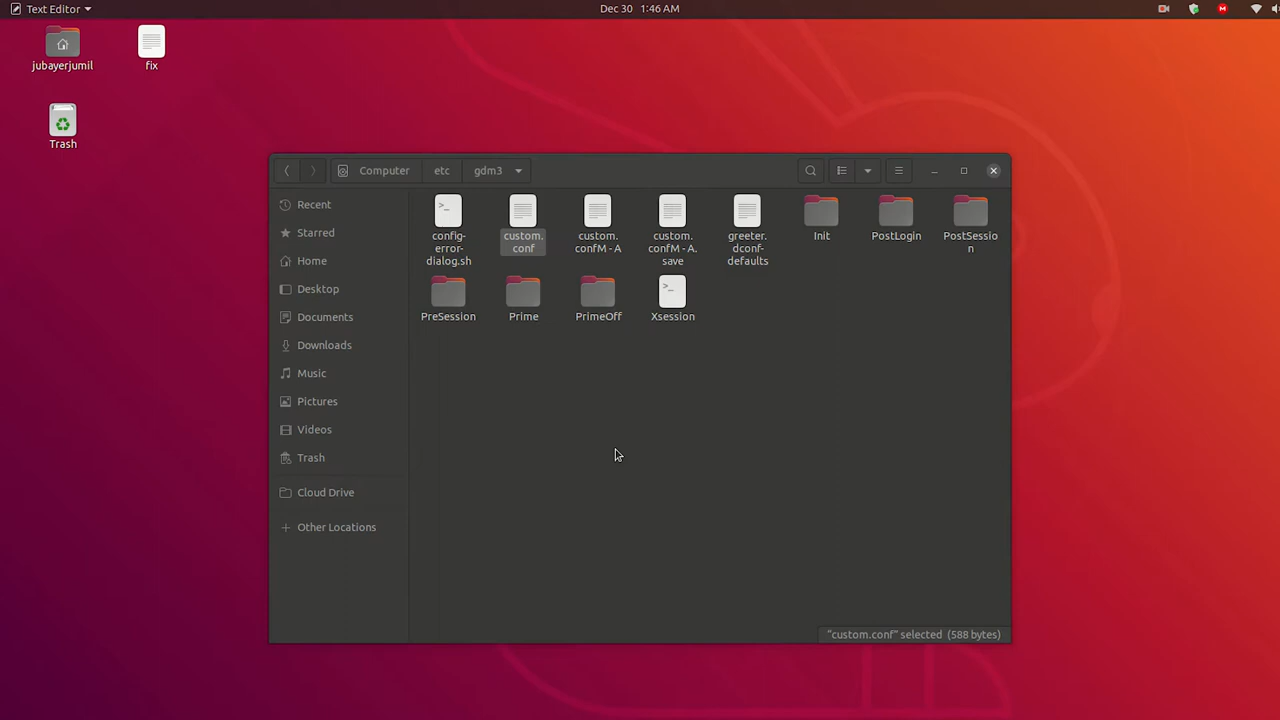 Text Editor
Dec 30 1:46 AM
M
jubayerjumil
fix
Trash
Computer
etc
gdm3
Recent
Starred
Home
Desktop
Documents
Downloads
Music
Pictures
Videos
Trash
Cloud Drive
Other Locations
>_
config-
error-
dialog.sh
custom.
conf
custom.
confM - A
custom.
confM - A.
save
greeter.
dconf-
defaults
Init
PostLogin
PostSessio
n
PreSession
Prime
PrimeOff
>_
Xsession
"custom.conf" selected (588 bytes)